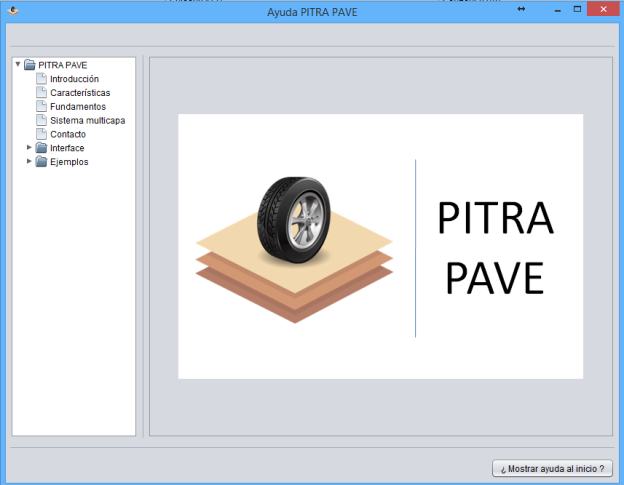 Ayuda PITRA PAVE
PITRA PAVE
Introducción
Características
Fundamentos
Sistema multicapa
Contacto
Interface
Ejemplos
PITRA
PAVE
¿ Mostrar ayuda al inicio ?